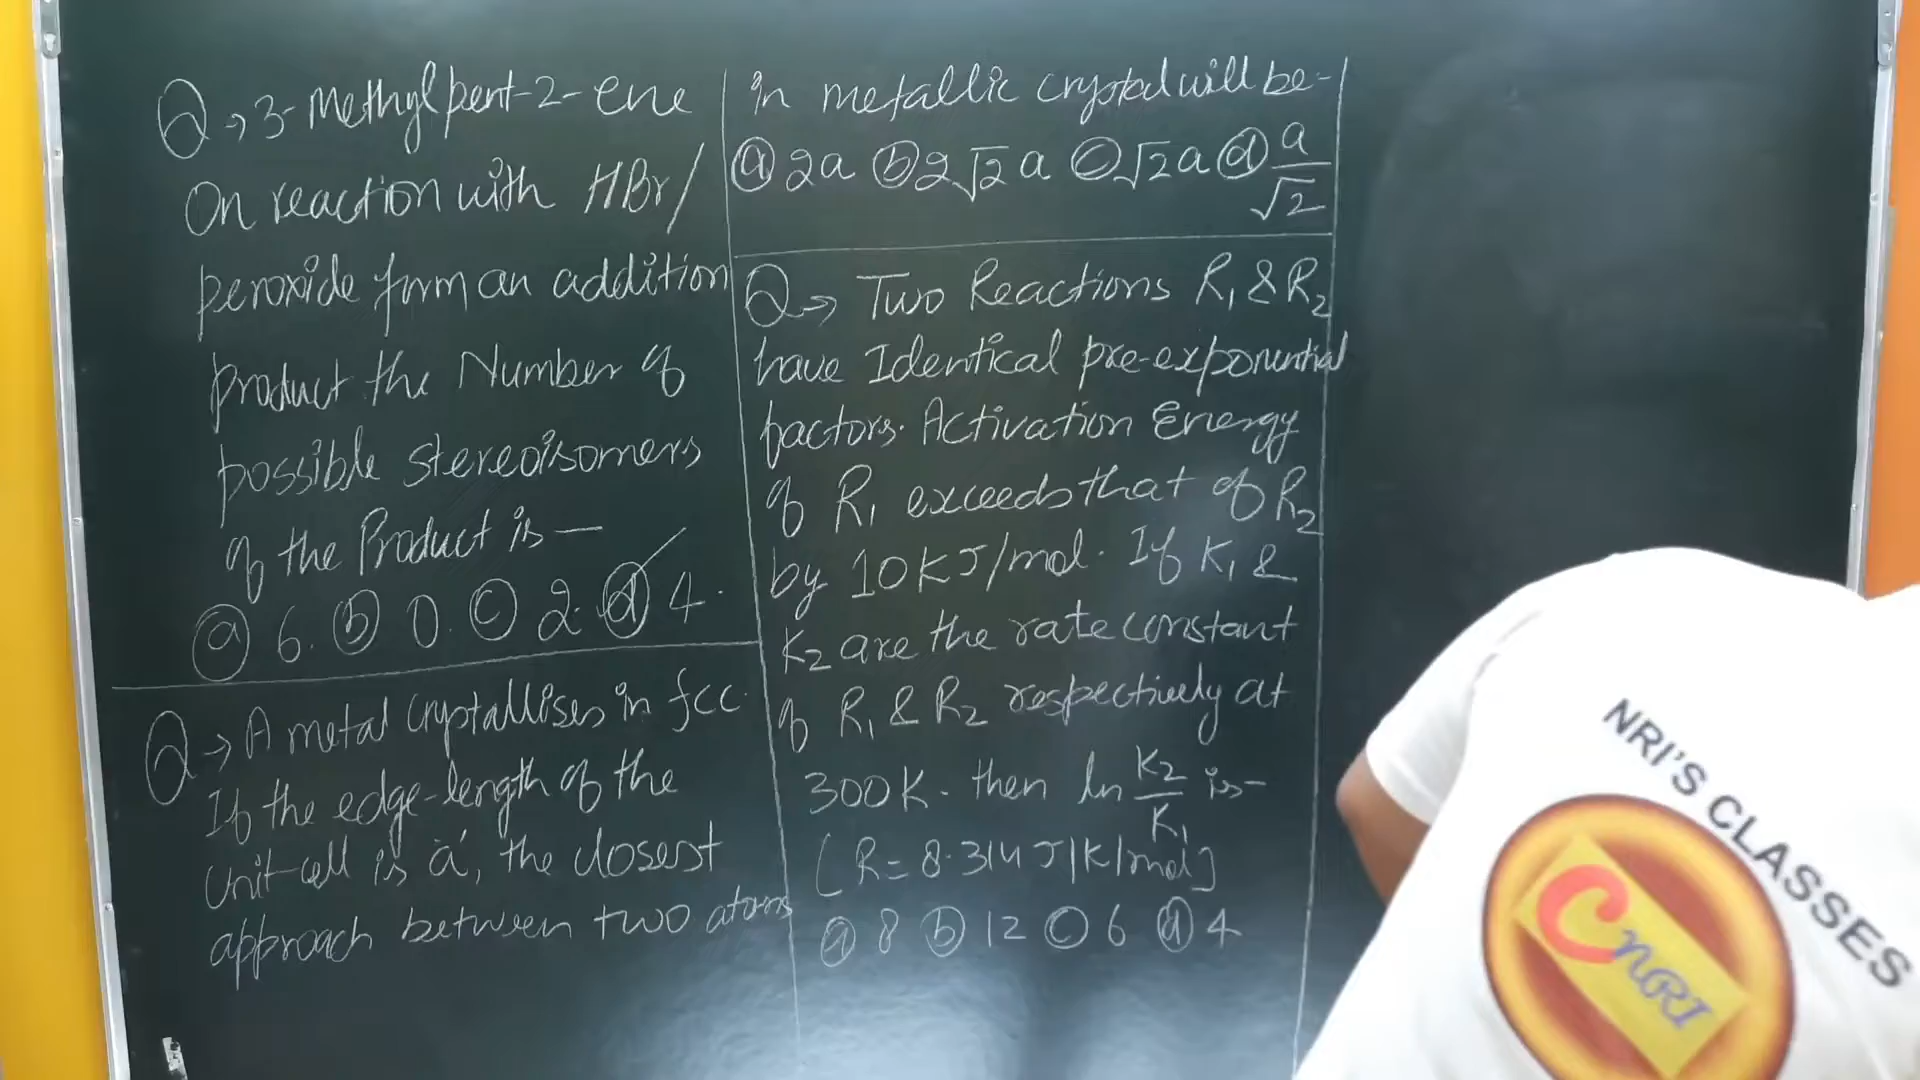 Q→ 3-Methylpent-2-ene
On reaction with HBr/
peroxide form an addition
product the Number of
possible stereoisomers
of the Product is —
(a) 6. (b) 0. (c) 2. (d) 4.
Q→ A metal Crystallises in fcc.
If the edge-length of the
Unit-cell is 'a', the closest
approach between two atoms
in metallic crystal will be-
(a) 2a (b) 2√2 a (c) √2 a (d) a/√2
Q→ Two Reactions R₁ & R₂
have Identical pre-exponential
factors. Activation Energy
of R₁ exceeds that of R₂
by 10KJ/mol. If K₁ &
K₂ are the rate constant
of R₁ & R₂ respectively at
300K. then ln K₂/K₁ is-
[R= 8.314 J/K/mol]
(a) 8 (b) 12 (c) 6 (d) 4
NRI'S CLASSES
CNRI